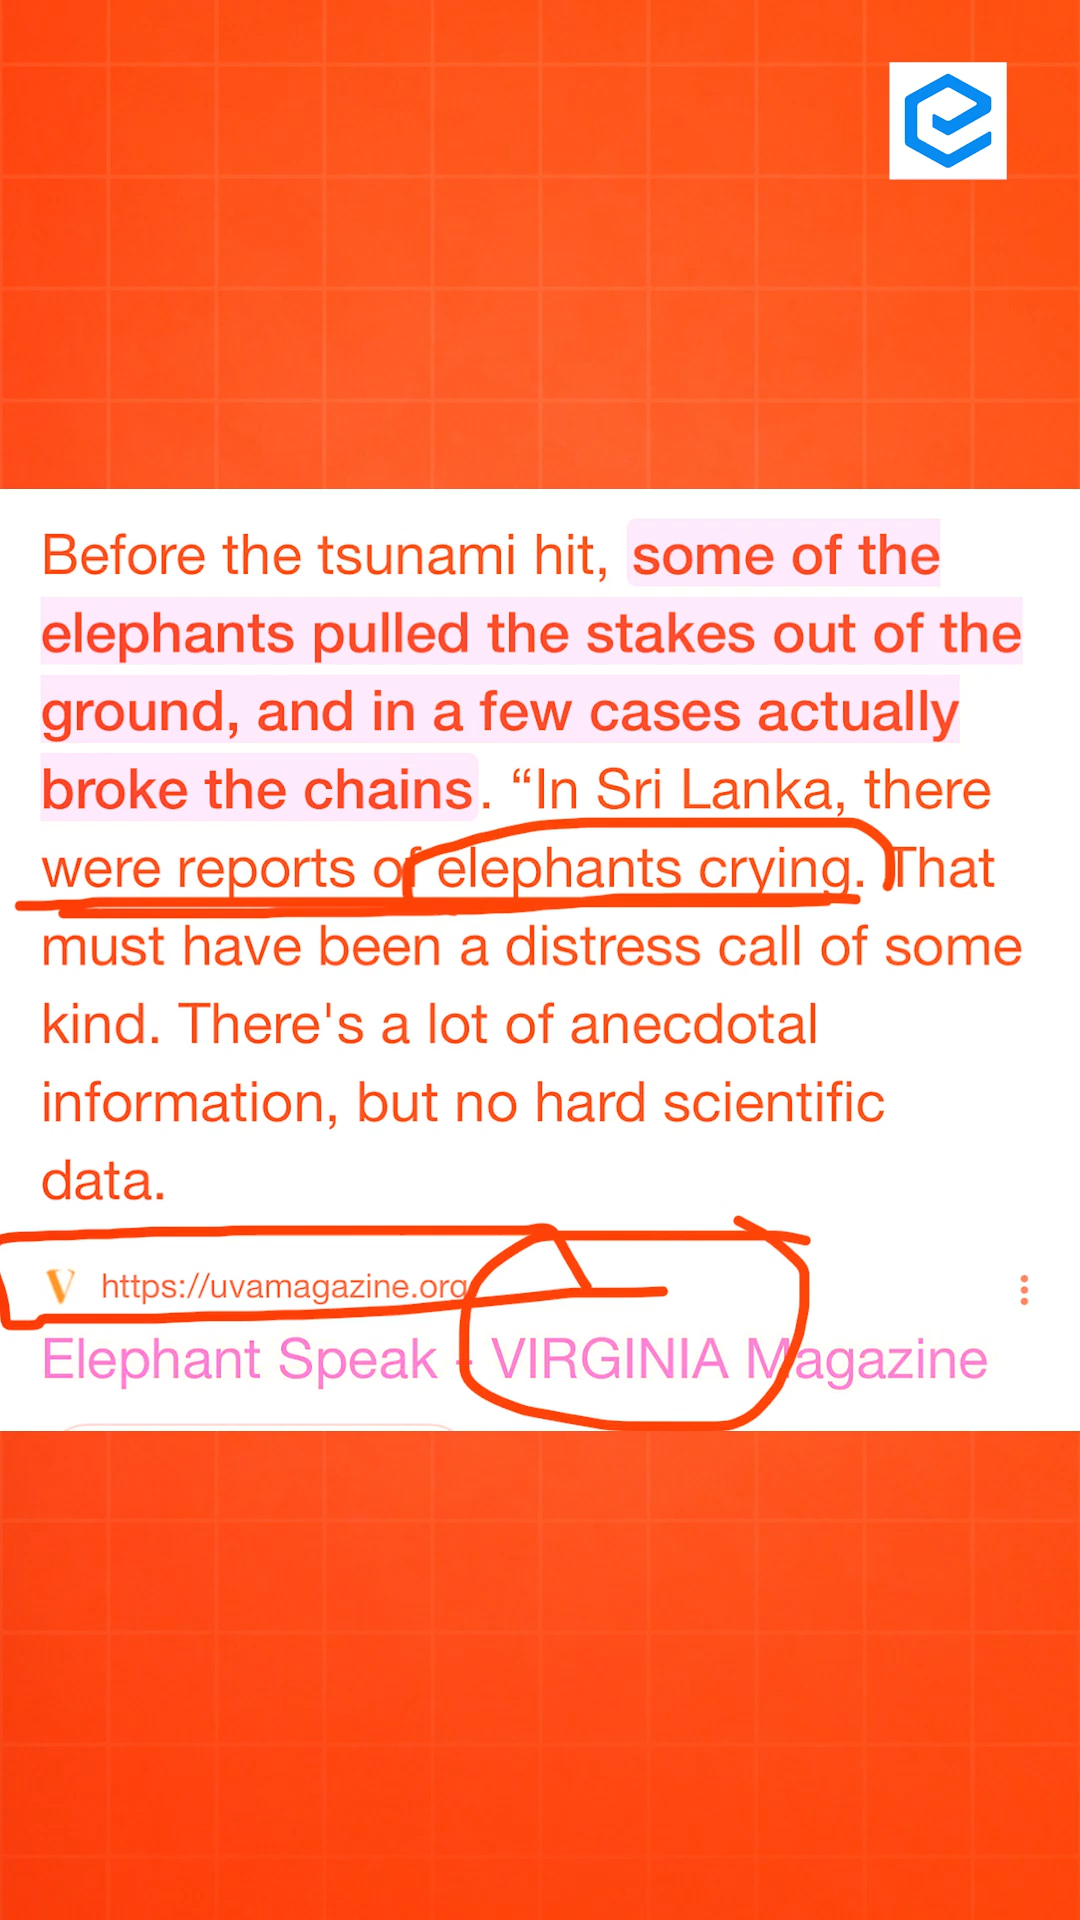 Before the tsunami hit, some of the
elephants pulled the stakes out of the
ground, and in a few cases actually
broke the chains. “In Sri Lanka, there
were reports of elephants crying. That
must have been a distress call of some
kind. There's a lot of anecdotal
information, but no hard scientific
data.
https://uvamagazine.org
Elephant Speak - VIRGINIA Magazine